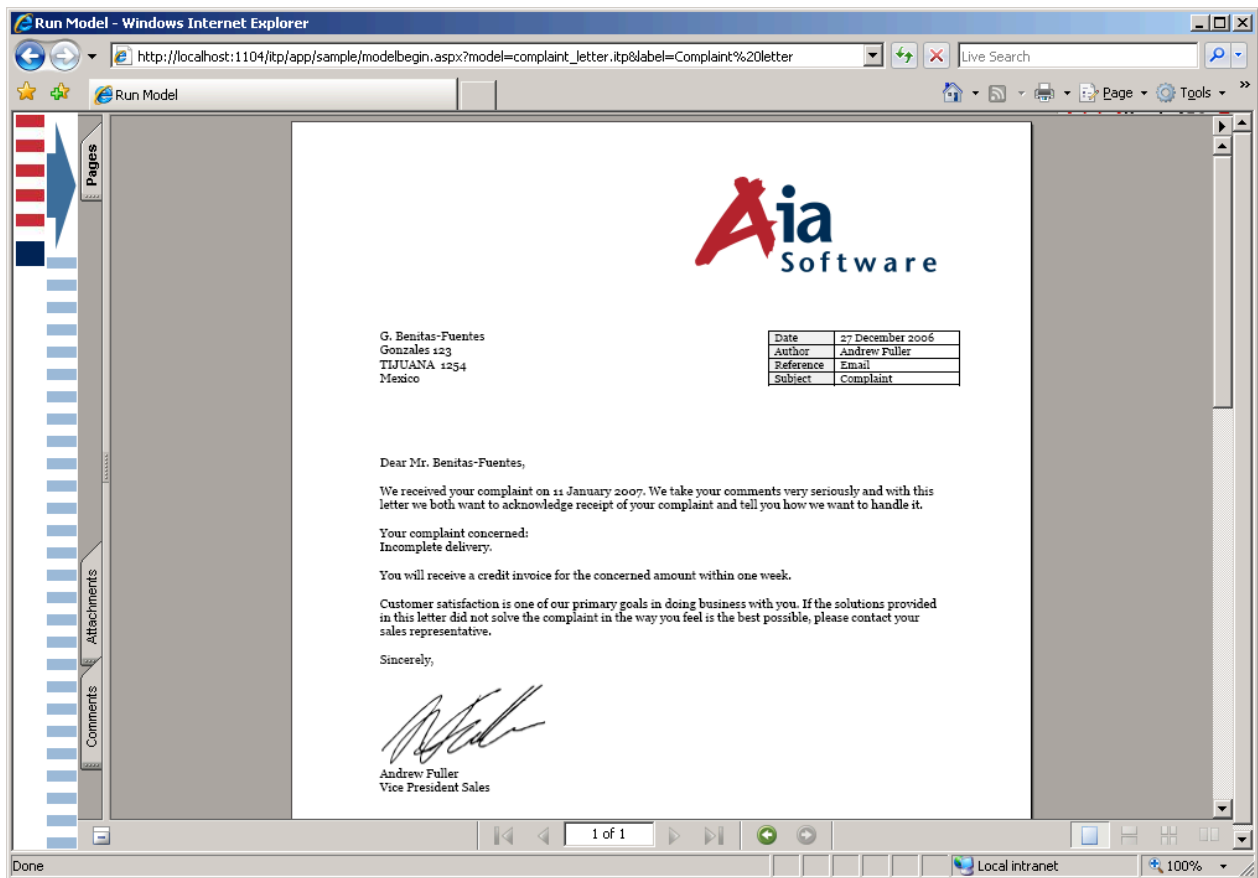 Run Model - Windows Internet Explorer
http://localhost:1104/itp/app/sample/modelbegin.aspx?model=complaint_letter.itp&label=Complaint%20letter
Live Search
Run Model
Page
Tools
Pages
Aia
Software
G. Benitas-Fuentes
Gonzales 123
TIJUANA 1254
Mexico
Date 27 December 2006
Author Andrew Fuller
Reference Email
Subject Complaint
Dear Mr. Benitas-Fuentes,
We received your complaint on 11 January 2007. We take your comments very seriously and with this
letter we both want to acknowledge receipt of your complaint and tell you how we want to handle it.
Your complaint concerned:
Incomplete delivery.
You will receive a credit invoice for the concerned amount within one week.
Customer satisfaction is one of our primary goals in doing business with you. If the solutions provided
in this letter did not solve the complaint in the way you feel is the best possible, please contact your
sales representative.
Sincerely,
Andrew Fuller
Vice President Sales
Attachments
Comments
1 of 1
Done
Local intranet
100%